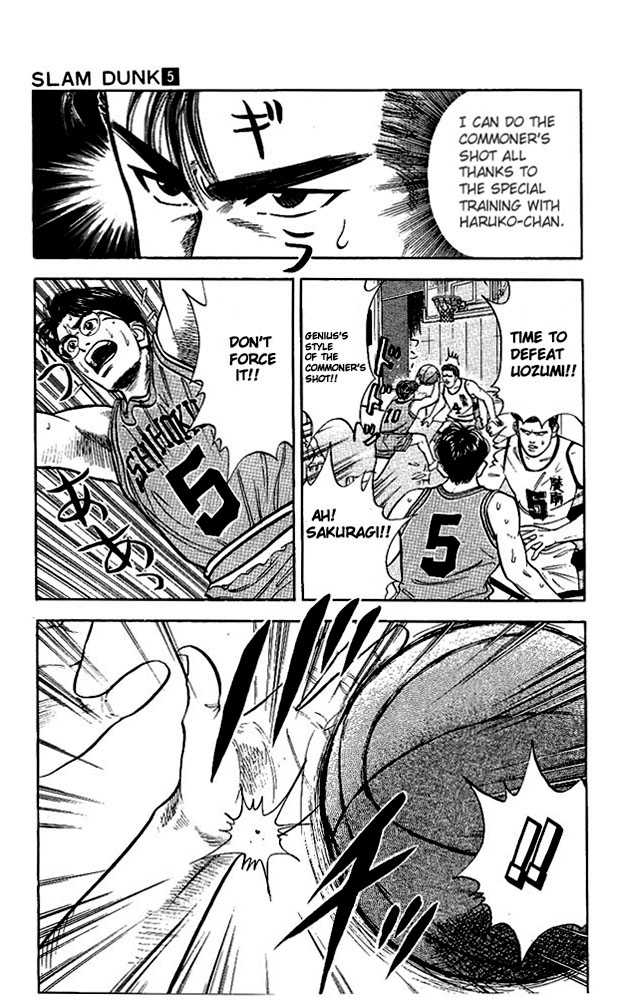 SLAM DUNK 5
I CAN DO THE
COMMONER'S
SHOT ALL
THANKS TO
THE SPECIAL
TRAINING WITH
HARUKO-CHAN.
ギ
ラ
TIME TO
DEFEAT
UOZUMI!!
GENIUS'S
STYLE
OF THE
COMMONER'S
SHOT!!
10
4
5
陵南
5
AH!
SAKURAGI!!
DON'T
FORCE
IT!!
SHOHOKU
5
!!